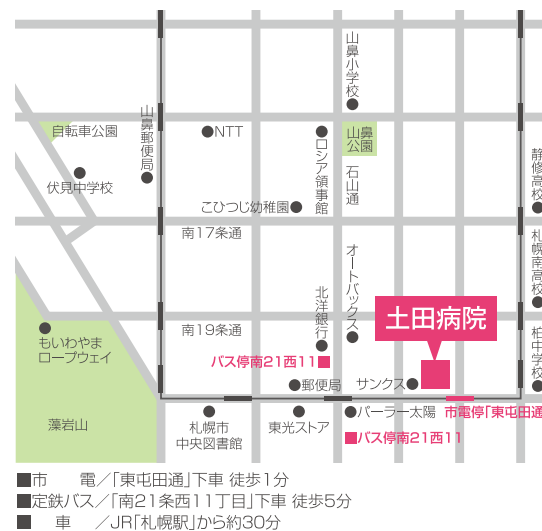 山鼻小学校
自転車公園
山鼻郵便局
NTT
ロシア領事館
山鼻
公園
石山通
静修高校
伏見中学校
こひつじ幼稚園
南17条通
オートバックス
札幌南高校
北洋銀行
土田病院
南19条通
もいわやま
ロープウェイ
バス停南21西11
柏中学校
郵便局
サンクス
藻岩山
札幌市
中央図書館
東光ストア
パーラー太陽
市電停「東屯田通」
バス停南21西11
■市　電／「東屯田通」下車 徒歩1分
■定鉄バス／「南21条西11丁目」下車 徒歩5分
■　車　／JR「札幌駅」から約30分